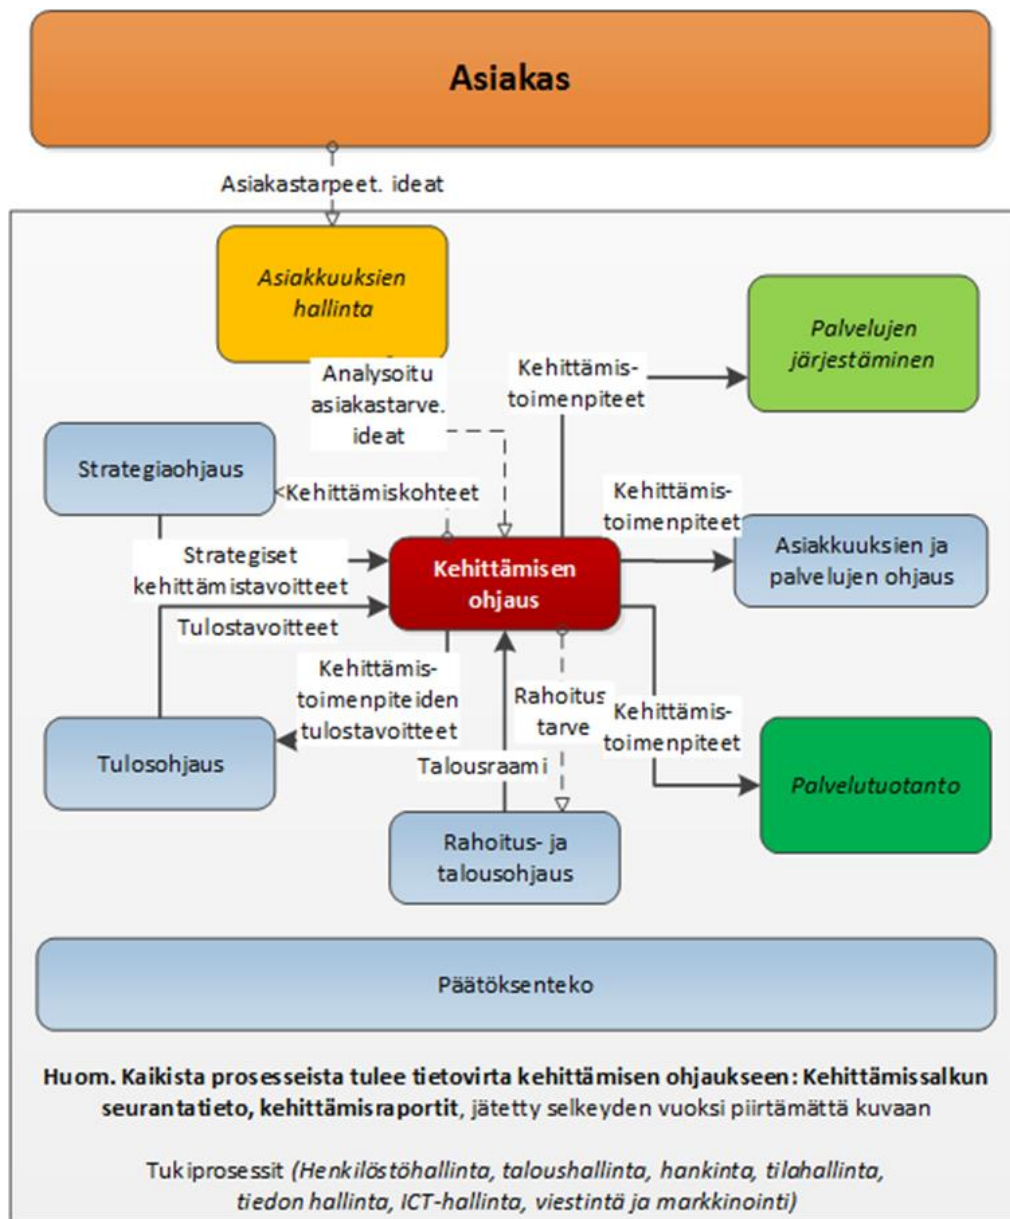 Asiakas
Asiakastarpeet. ideat
Asiakkuuksien
hallinta
Palvelujen
järjestäminen
Analysoitu
asiakastarve.
ideat
Kehittämis-
toimenpiteet
Strategiaohjaus
<Kehittämiskohteet
Kehittämis-
toimenpiteet
Strategiset
kehittämistavoitteet
Kehittämisen
ohjaus
Asiakkuuksien ja
palvelujen ohjaus
Tulostavoitteet
Kehittämis-
toimenpiteiden
tulostavoitteet
Rahoitus
tarve
Kehittämis-
toimenpiteet
Tulosohjaus
Talousraami
Palvelutuotanto
Rahoitus- ja
talousohjaus
Päätöksenteko
Huom. Kaikista prosesseista tulee tietovirta kehittämisen ohjaukseen: Kehittämissalkun
seurantatieto, kehittämisraportit, jätetty selkeyden vuoksi piirtämättä kuvaan
Tukiprosessit (Henkilöstöhallinta, taloushallinta, hankinta, tilahallinta,
tiedon hallinta, ICT-hallinta, viestintä ja markkinointi)